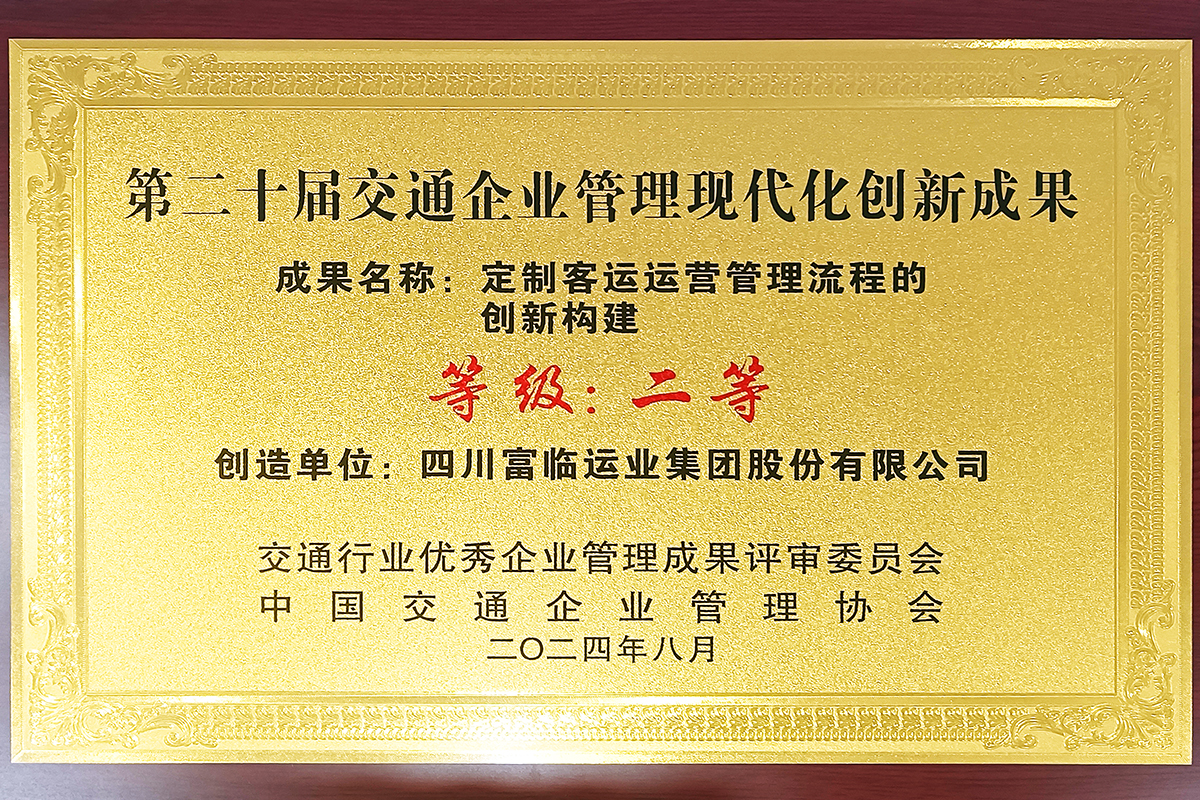 第二十届交通企业管理现代化创新成果
成果名称：定制客运运营管理流程的
创新构建
等级：二等
创造单位：四川富临运业集团股份有限公司
交通行业优秀企业管理成果评审委员会
中国交通企业管理协会
二〇二四年八月